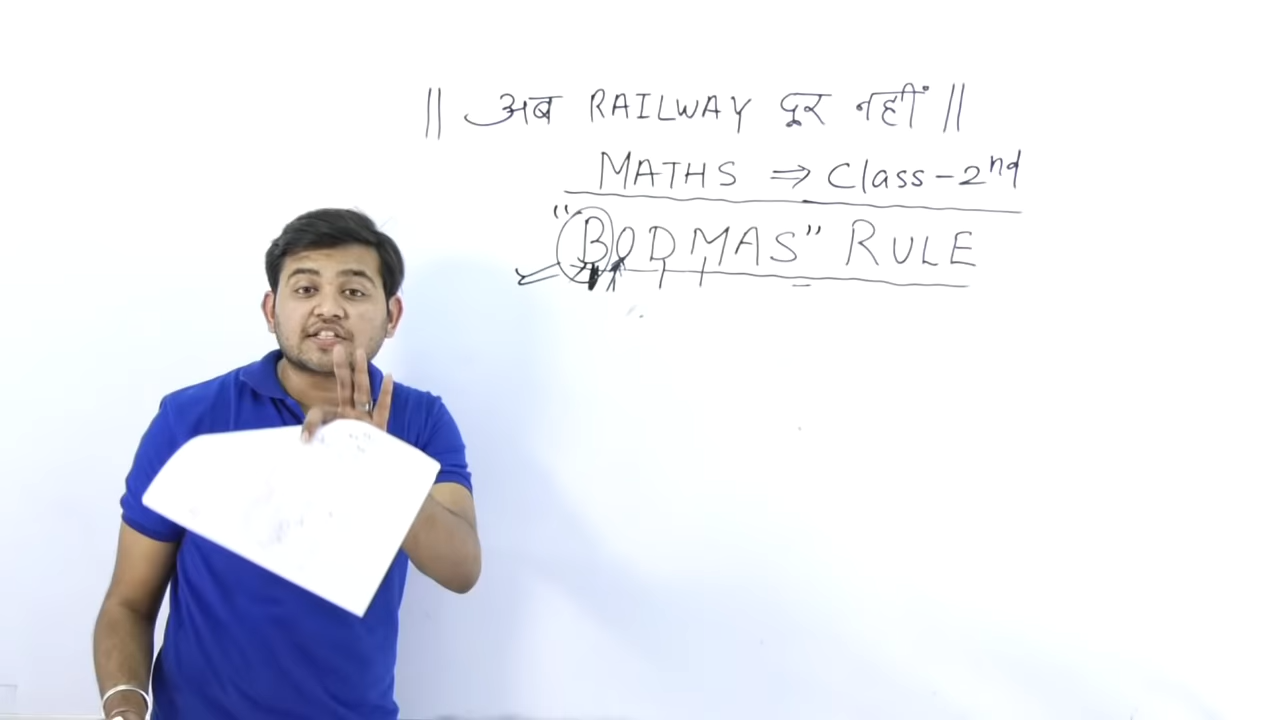 || अब RAILWAY दूर नहीं ||
MATHS ⇒ Class-2nd
"BODMAS" RULE